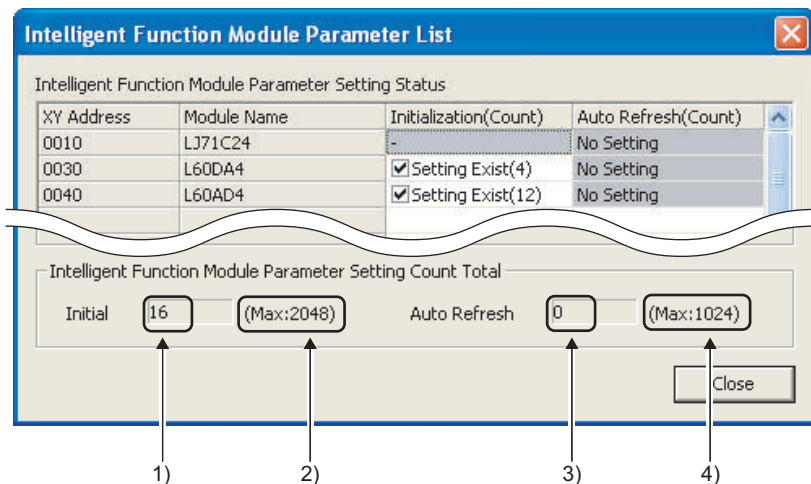 Intelligent Function Module Parameter List
Intelligent Function Module Parameter Setting Status
XY Address Module Name Initialization(Count) Auto Refresh(Count)
0010 LJ71C24 - No Setting
0030 L60DA4 Setting Exist(4) No Setting
0040 L60AD4 Setting Exist(12) No Setting
Intelligent Function Module Parameter Setting Count Total
Initial 16 (Max:2048) Auto Refresh 0 (Max:1024)
Close
1) 2) 3) 4)